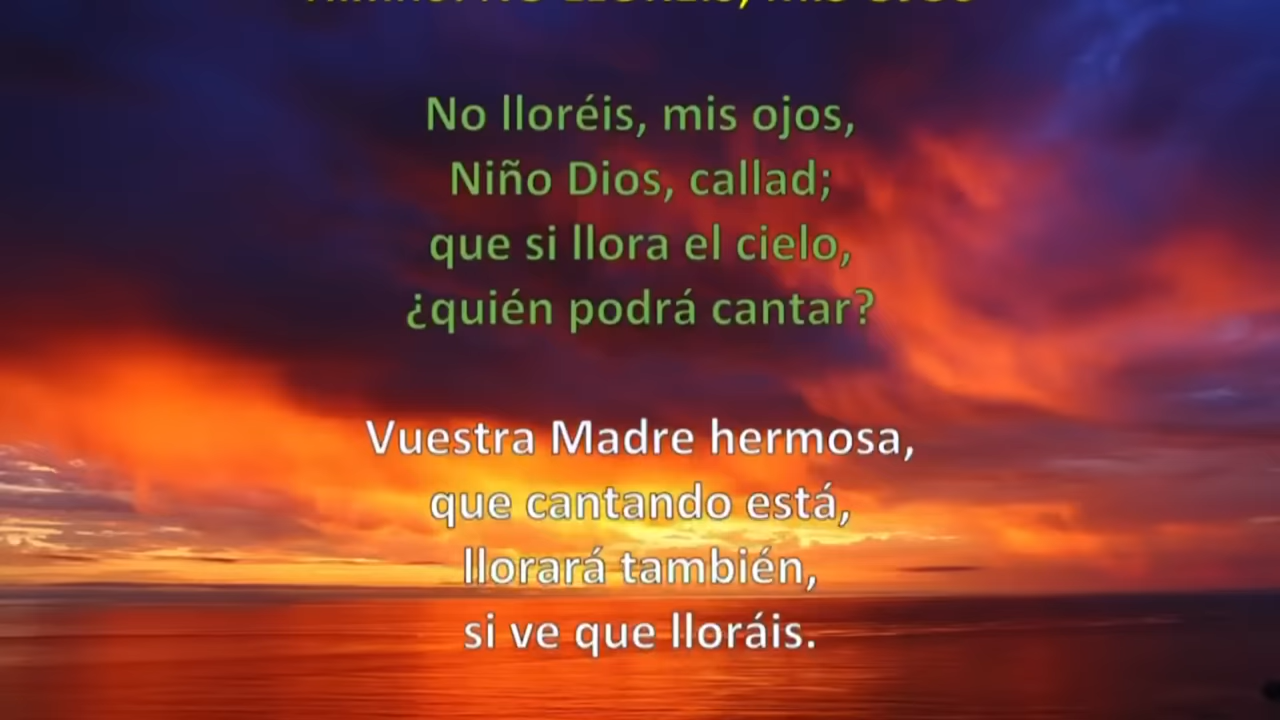 No lloréis, mis ojos,
Niño Dios, callad;
que si llora el cielo,
¿quién podrá cantar?
Vuestra Madre hermosa,
que cantando está,
llorará también,
si ve que lloráis.